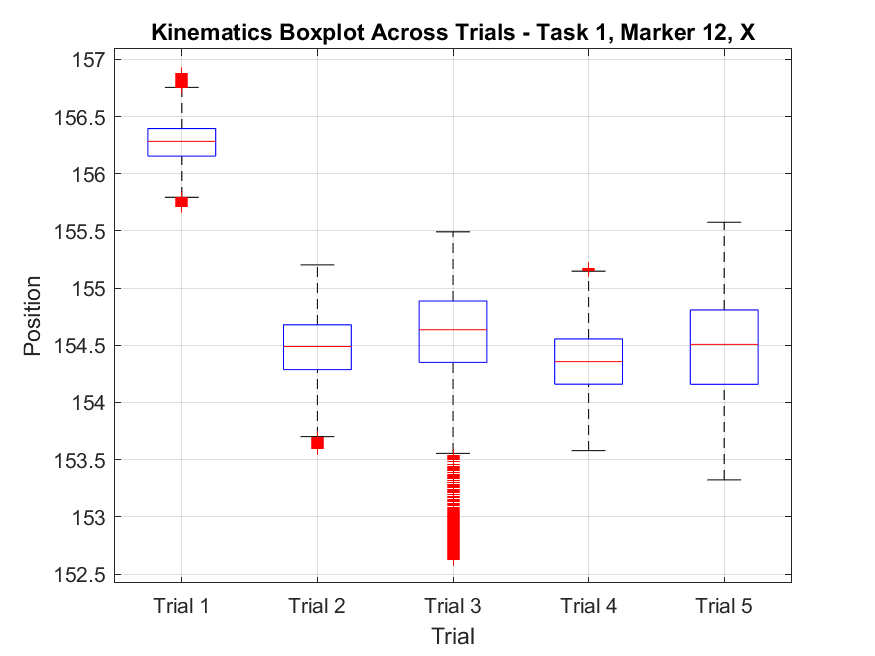 Kinematics Boxplot Across Trials - Task 1, Marker 12, X
157
156.5
156
155.5
155
154.5
154
153.5
153
152.5
Position
Trial 1 Trial 2 Trial 3 Trial 4 Trial 5
Trial